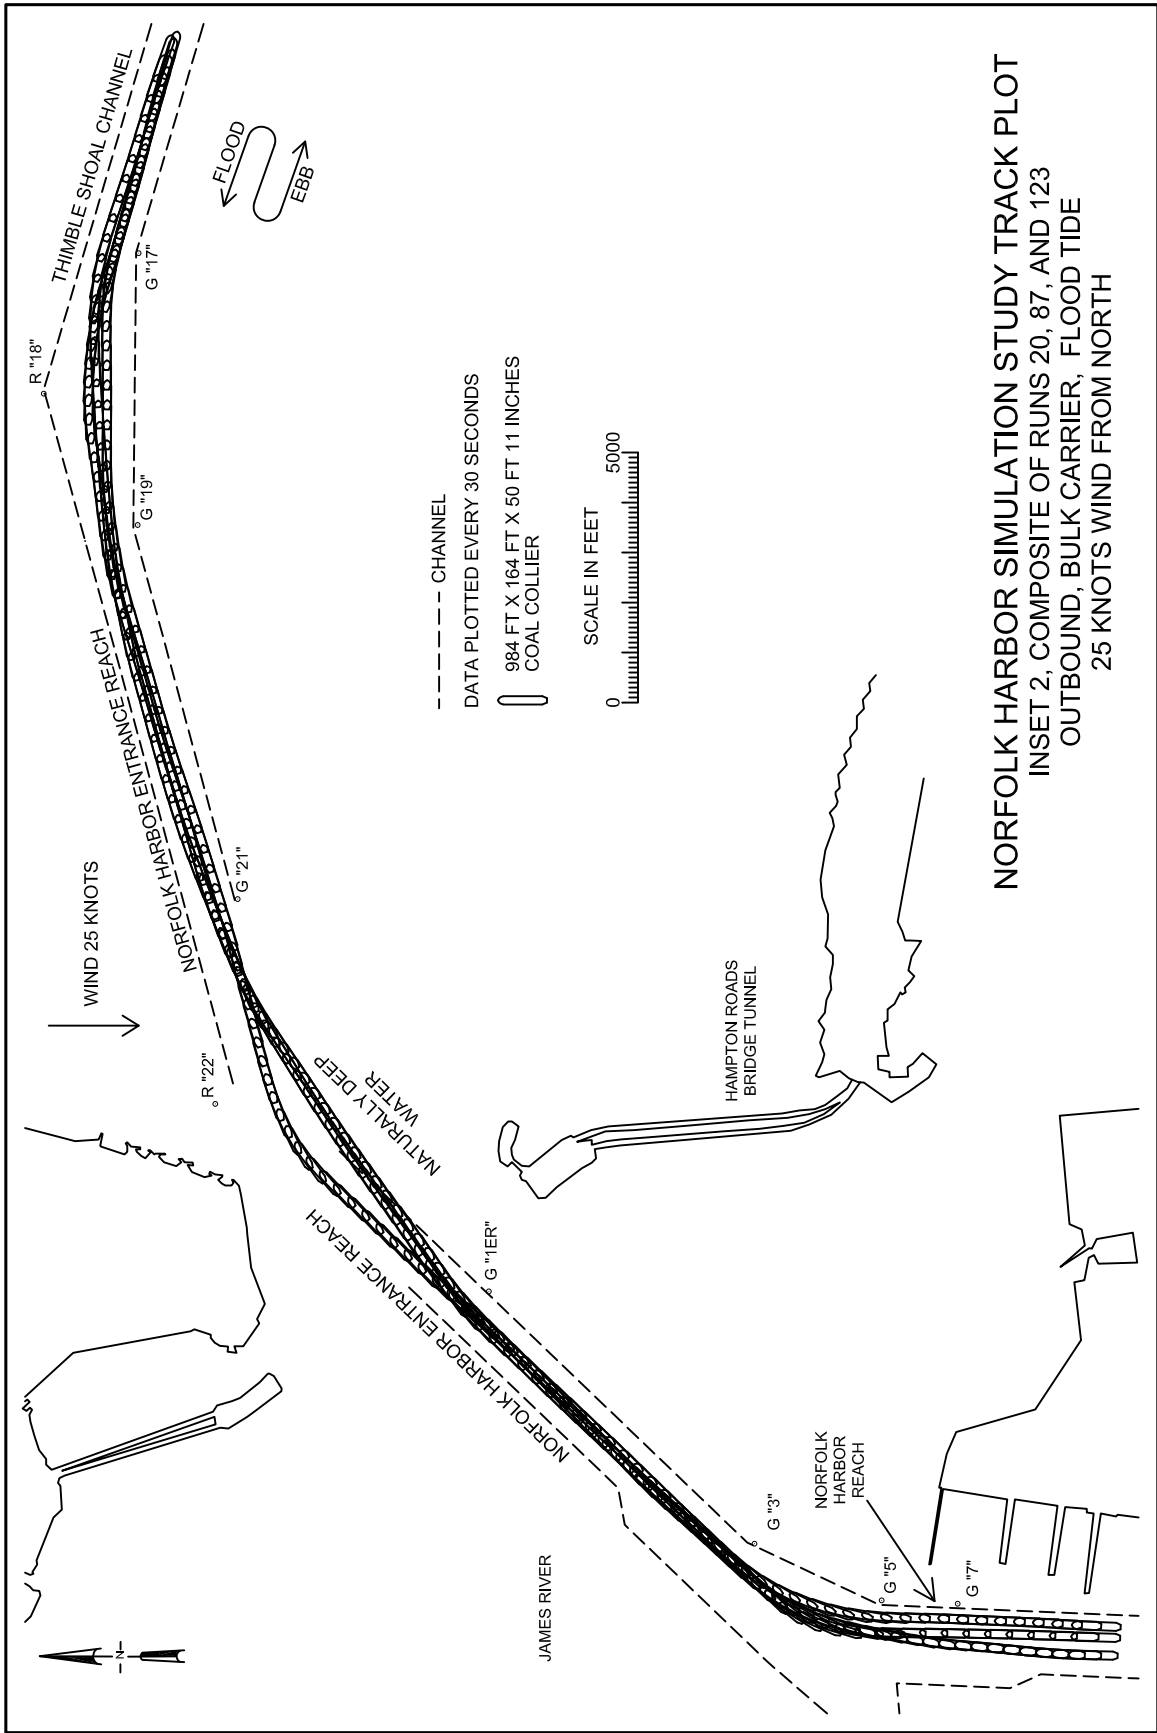 THIMBLE SHOAL CHANNEL
FLOOD
EBB
R "18"
G "17"
G "19"
NORFOLK HARBOR ENTRANCE REACH
G "21"
WIND 25 KNOTS
R "22"
NATURALLY DEEP
WATER
NORFOLK HARBOR ENTRANCE REACH
G "1ER"
G "3"
NORFOLK
HARBOR
REACH
G "5"
G "7"
JAMES RIVER
N
HAMPTON ROADS
BRIDGE TUNNEL
CHANNEL
DATA PLOTTED EVERY 30 SECONDS
984 FT X 164 FT X 50 FT 11 INCHES
COAL COLLIER
SCALE IN FEET
0 5000
NORFOLK HARBOR SIMULATION STUDY TRACK PLOT
INSET 2, COMPOSITE OF RUNS 20, 87, AND 123
OUTBOUND, BULK CARRIER, FLOOD TIDE
25 KNOTS WIND FROM NORTH